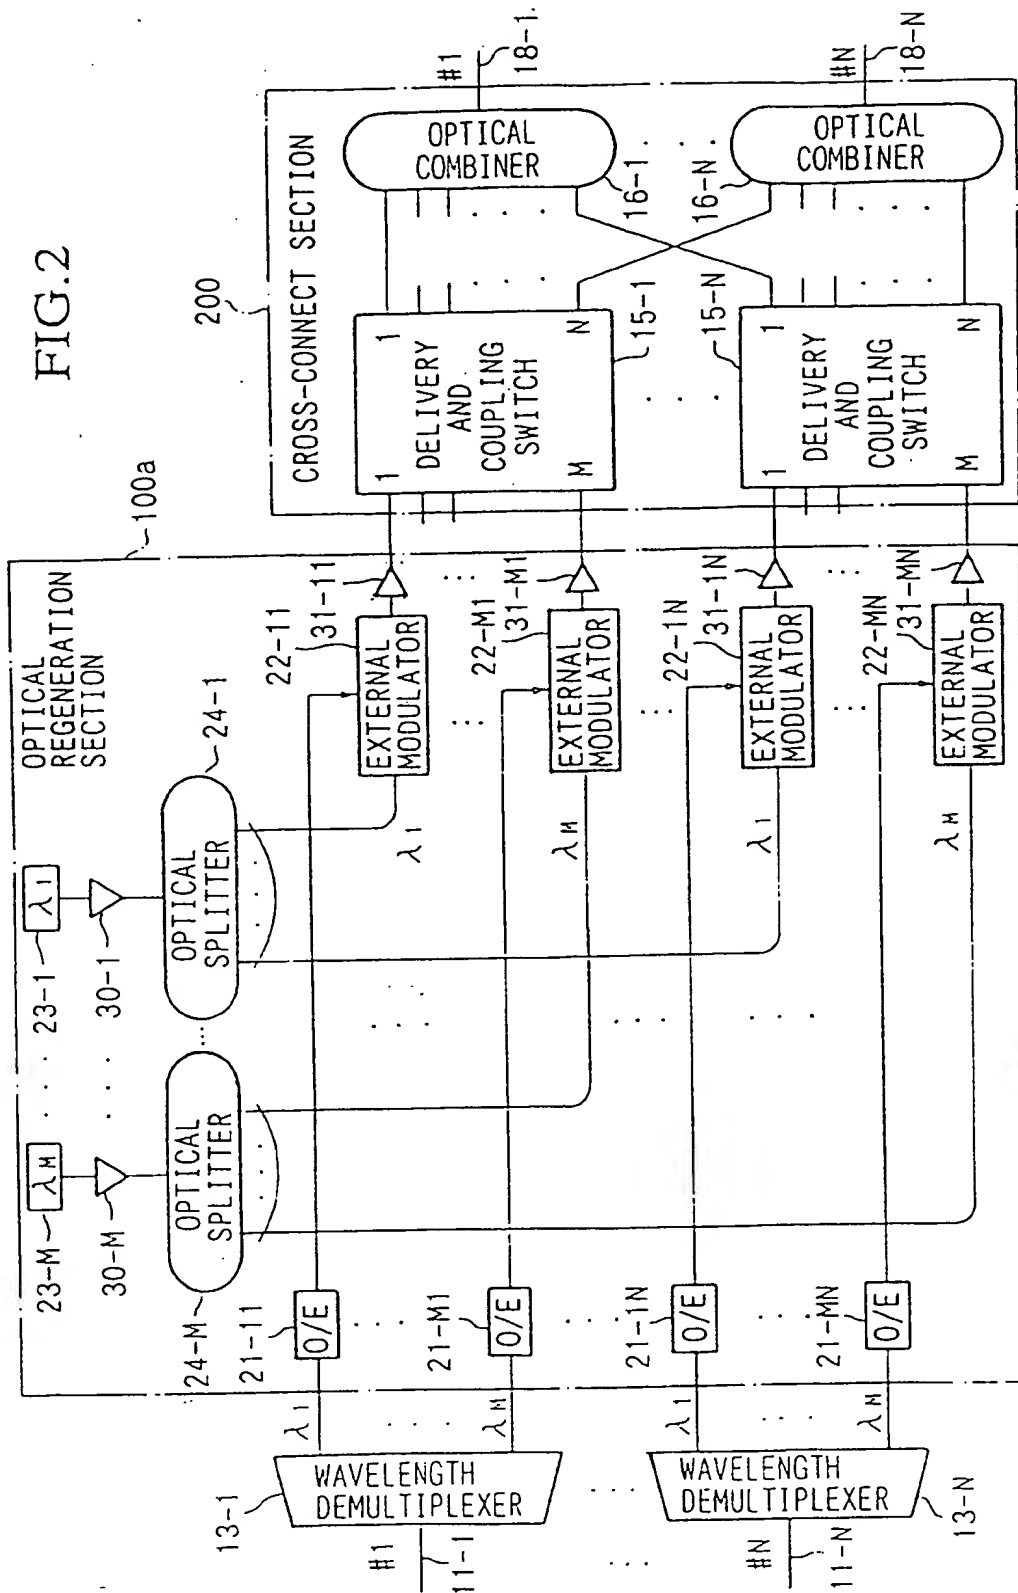 FIG.2
100a
OPTICAL
REGENERATION
SECTION
200
CROSS-CONNECT SECTION
23-M
λM
23-1
λ1
30-M
30-1
24-M
OPTICAL
SPLITTER
OPTICAL
SPLITTER
24-1
13-1
WAVELENGTH
DEMULTIPLEXER
#1
11-1
λ1
21-11
O/E
λ1
22-11
EXTERNAL
MODULATOR
31-11
λM
21-M1
O/E
λM
22-M1
EXTERNAL
MODULATOR
31-M1
1
DELIVERY
AND
COUPLING
SWITCH
1
M
N
15-1
OPTICAL
COMBINER
16-1
#1
18-1
WAVELENGTH
DEMULTIPLEXER
13-N
#N
11-N
λ1
21-1N
O/E
λ1
22-1N
EXTERNAL
MODULATOR
31-1N
λM
21-MN
O/E
λM
22-MN
EXTERNAL
MODULATOR
31-MN
15-N
1
DELIVERY
AND
COUPLING
SWITCH
1
M
N
16-N
OPTICAL
COMBINER
#N
18-N